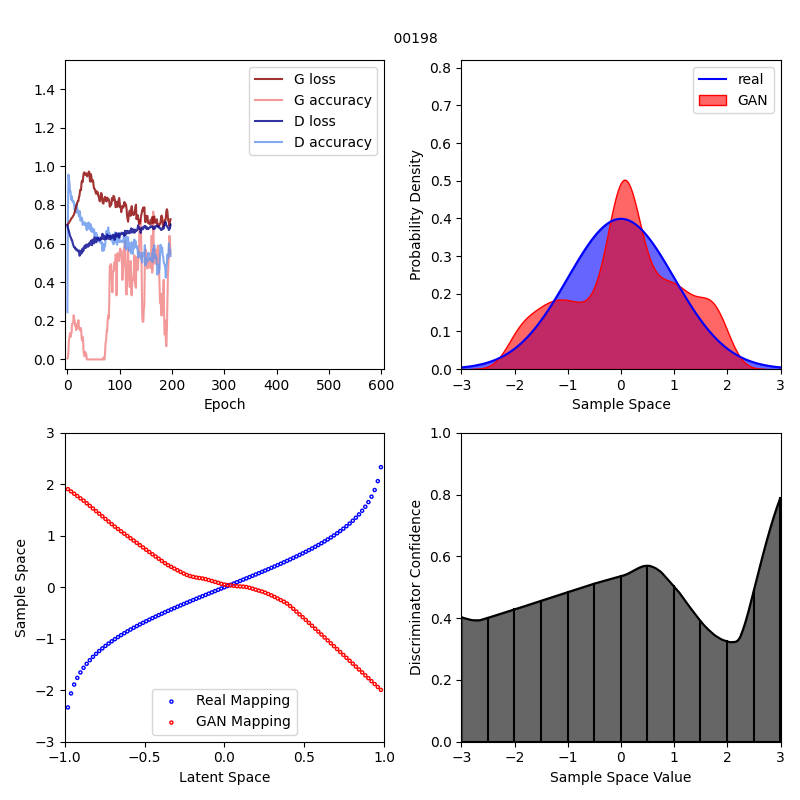 00198
G loss
G accuracy
D loss
D accuracy
1.4
1.2
1.0
0.8
0.6
0.4
0.2
0.0
0 100 200 300 400 500 600
Epoch
real
GAN
Probability Density
0.8
0.7
0.6
0.5
0.4
0.3
0.2
0.1
0.0
−3 −2 −1 0 1 2 3
Sample Space
Sample Space
3
2
1
0
−1
−2
−3
Real Mapping
GAN Mapping
−1.0 −0.5 0.0 0.5 1.0
Latent Space
Discriminator Confidence
1.0
0.8
0.6
0.4
0.2
0.0
−3 −2 −1 0 1 2 3
Sample Space Value